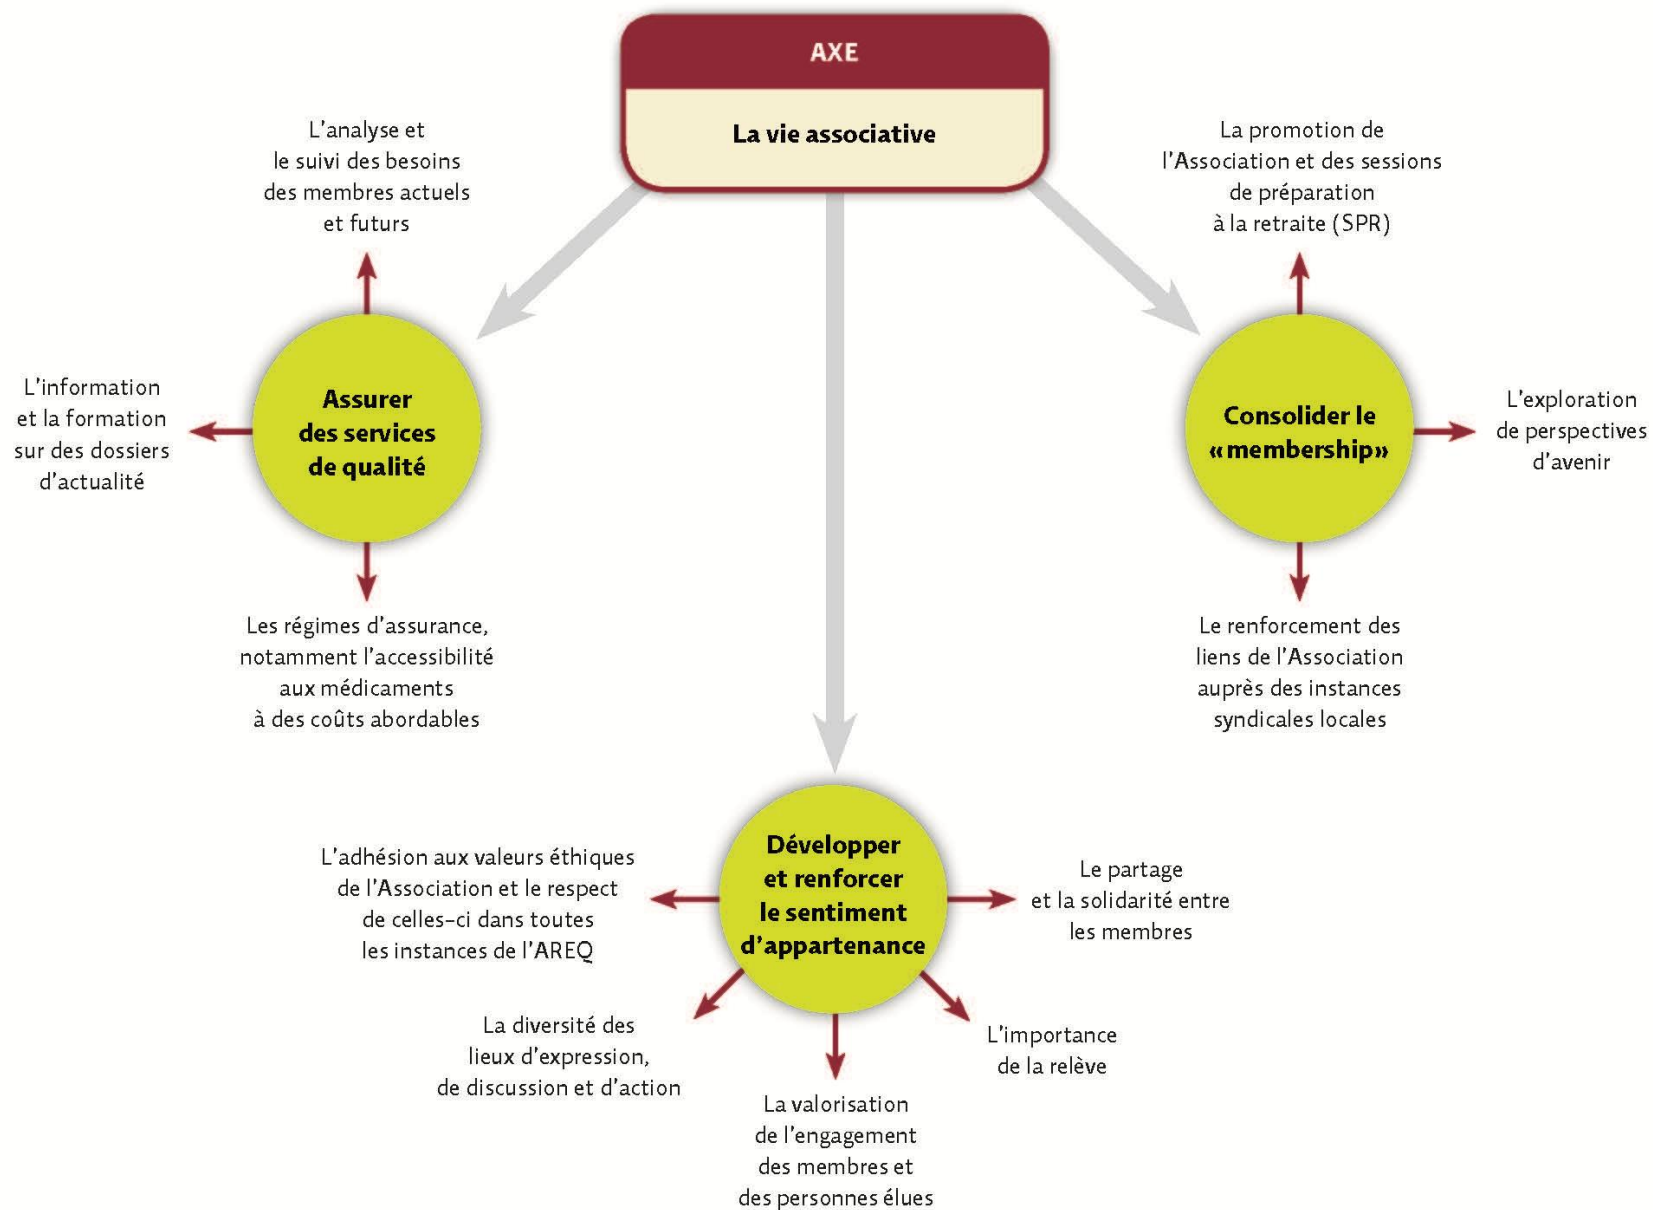 AXE
La vie associative
L'analyse et
le suivi des besoins
des membres actuels
et futurs
L'information
et la formation
sur des dossiers
d'actualité
Assurer
des services
de qualité
Les régimes d'assurance,
notamment l'accessibilité
aux médicaments
à des coûts abordables
La promotion de
l'Association et des sessions
de préparation
à la retraite (SPR)
Consolider le
«membership»
L'exploration
de perspectives
d'avenir
Le renforcement des
liens de l'Association
auprès des instances
syndicales locales
Développer
et renforcer
le sentiment
d'appartenance
L'adhésion aux valeurs éthiques
de l'Association et le respect
de celles-ci dans toutes
les instances de l'AREQ
La diversité des
lieux d'expression,
de discussion et d'action
La valorisation
de l'engagement
des membres et
des personnes élues
L'importance
de la relève
Le partage
et la solidarité entre
les membres